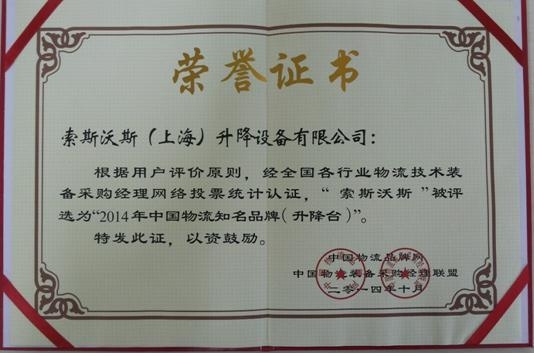 荣誉证书
索斯沃斯（上海）升降设备有限公司：
根据用户评价原则，经全国各行业物流技术装
备采购经理网络投票统计认证，“索斯沃斯”被评
选为“2014年中国物流知名品牌（升降台）”。
特发此证，以资鼓励。
中国物流品牌网
中国物流装备采购经理联盟
二零一四年十月